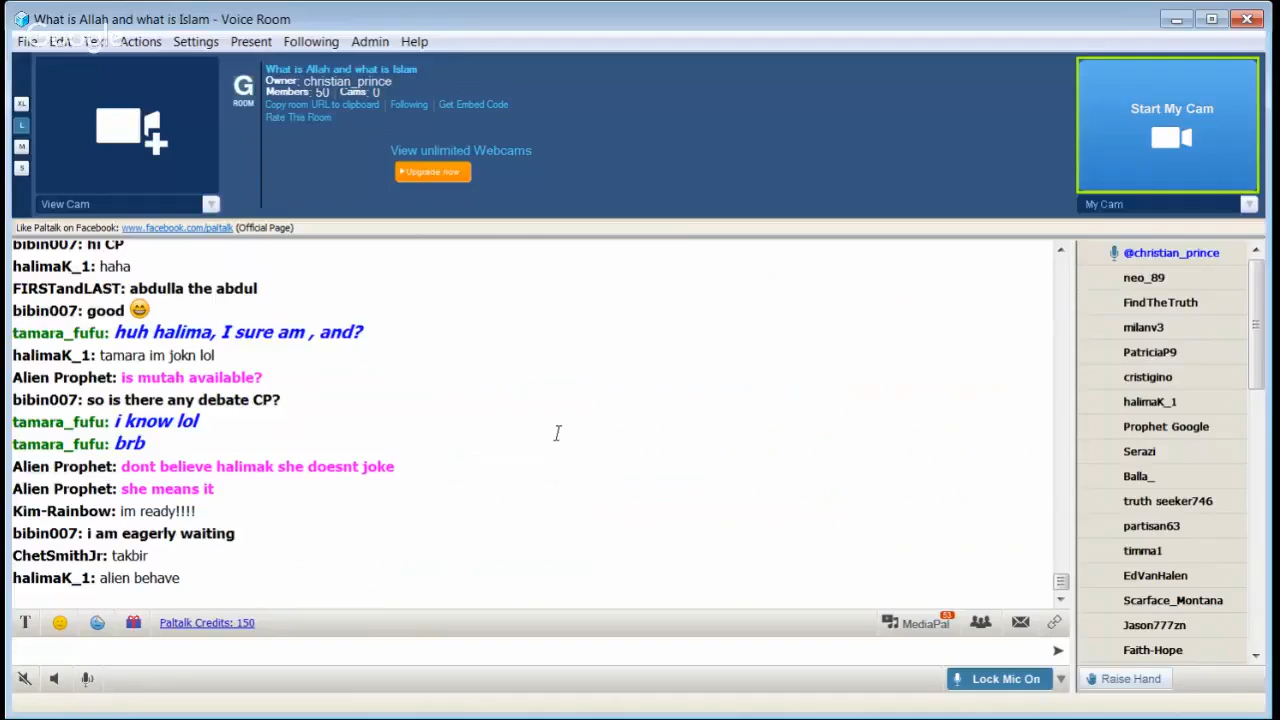 What is Allah and what is Islam - Voice Room
Google
File Edit Text Actions Settings Present Following Admin Help
XL
L
M
S
View Cam
G
ROOM
What is Allah and what is Islam
Owner: christian_prince
Members: 50 Cams: 0
Copy room URL to clipboard | Following | Get Embed Code
Rate This Room
View unlimited Webcams
Upgrade Now
Start My Cam
My Cam
Like Paltalk on Facebook: www.facebook.com/paltalk (Official Page)
bibin007: hi CP
halimaK_1: haha
FIRSTandLAST: abdulla the abdul
bibin007: good
tamara_fufu: huh halima, I sure am , and?
halimaK_1: tamara im jokn lol
Alien Prophet: is mutah available?
bibin007: so is there any debate CP?
tamara_fufu: i know lol
tamara_fufu: brb
Alien Prophet: dont believe halimak she doesnt joke
Alien Prophet: she means it
Kim-Rainbow: im ready!!!!
bibin007: i am eagerly waiting
ChetSmithJr: takbir
halimaK_1: alien behave
@christian_prince
neo_89
FindTheTruth
milanv3
PatriciaP9
cristigino
halimaK_1
Prophet Google
Serazi
Balla_
truth seeker746
partisan63
timma1
EdVanHalen
Scarface_Montana
Jason777zn
Faith-Hope
T
Paltalk Credits: 150
MediaPal
53
Lock Mic On
Raise Hand